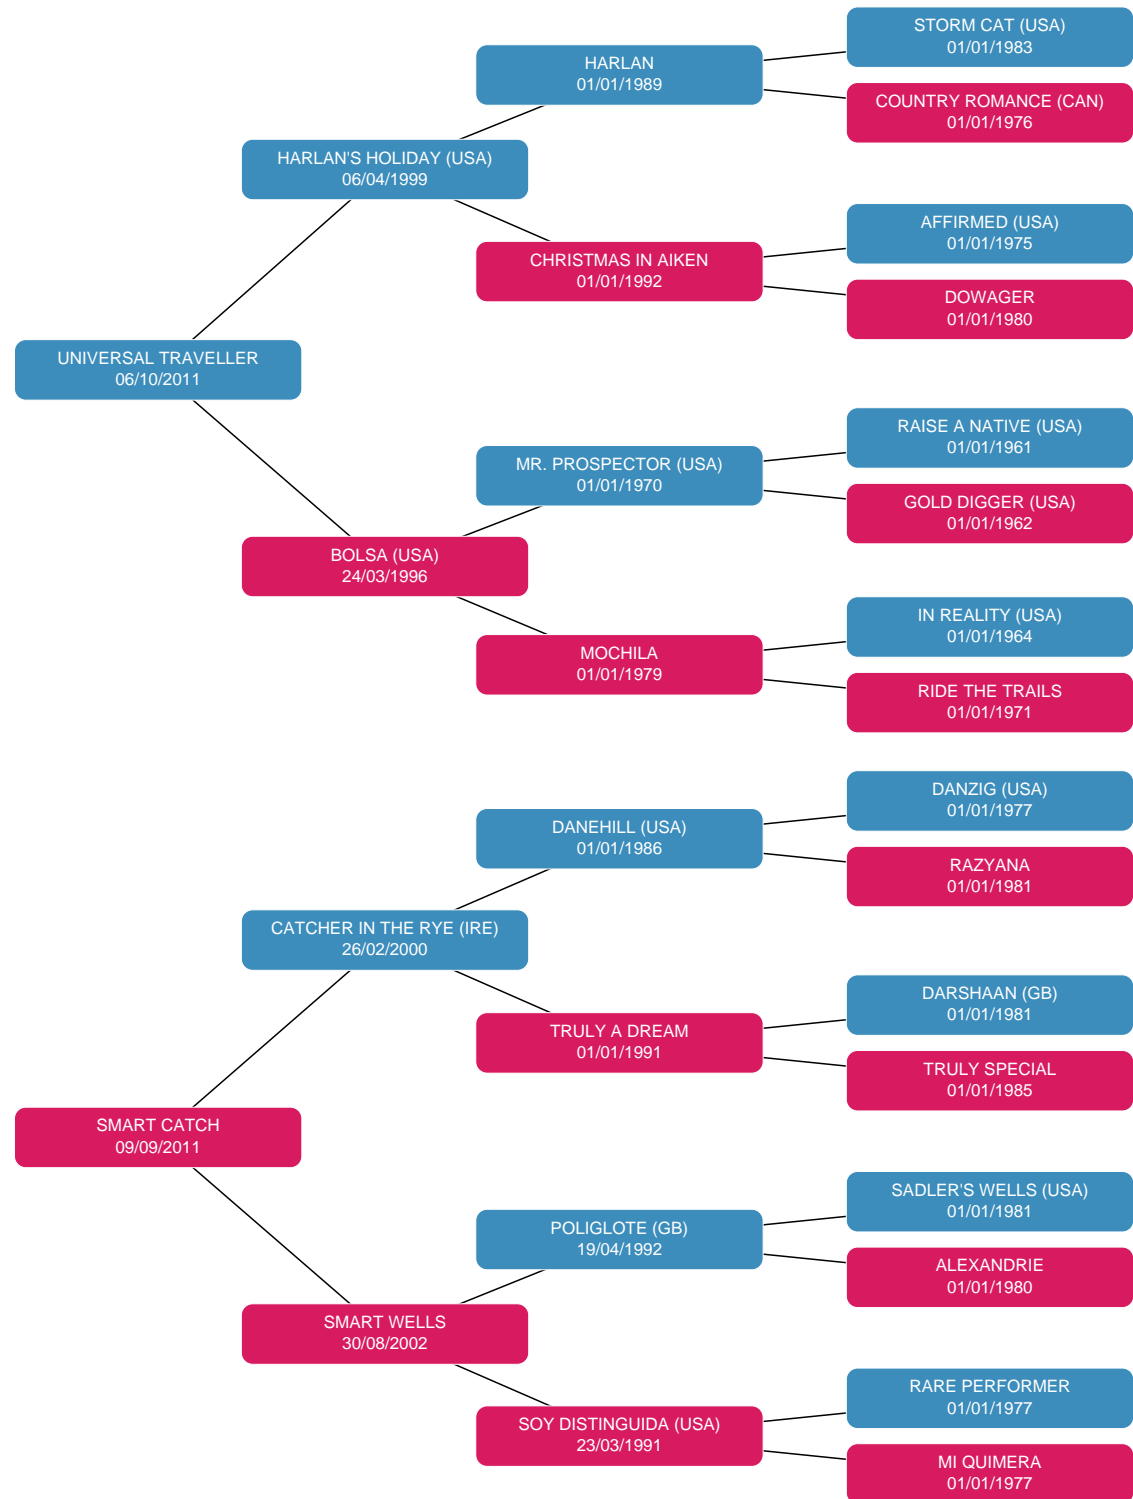 STORM CAT (USA)
01/01/1983
HARLAN
01/01/1989
COUNTRY ROMANCE (CAN)
01/01/1976
HARLAN'S HOLIDAY (USA)
06/04/1999
AFFIRMED (USA)
01/01/1975
CHRISTMAS IN AIKEN
01/01/1992
DOWAGER
01/01/1980
UNIVERSAL TRAVELLER
06/10/2011
RAISE A NATIVE (USA)
01/01/1961
MR. PROSPECTOR (USA)
01/01/1970
GOLD DIGGER (USA)
01/01/1962
BOLSA (USA)
24/03/1996
IN REALITY (USA)
01/01/1964
MOCHILA
01/01/1979
RIDE THE TRAILS
01/01/1971
DANZIG (USA)
01/01/1977
DANEHILL (USA)
01/01/1986
RAZYANA
01/01/1981
CATCHER IN THE RYE (IRE)
26/02/2000
DARSHAAN (GB)
01/01/1981
TRULY A DREAM
01/01/1991
TRULY SPECIAL
01/01/1985
SMART CATCH
09/09/2011
SADLER'S WELLS (USA)
01/01/1981
POLIGLOTE (GB)
19/04/1992
ALEXANDRIE
01/01/1980
SMART WELLS
30/08/2002
RARE PERFORMER
01/01/1977
SOY DISTINGUIDA (USA)
23/03/1991
MI QUIMERA
01/01/1977